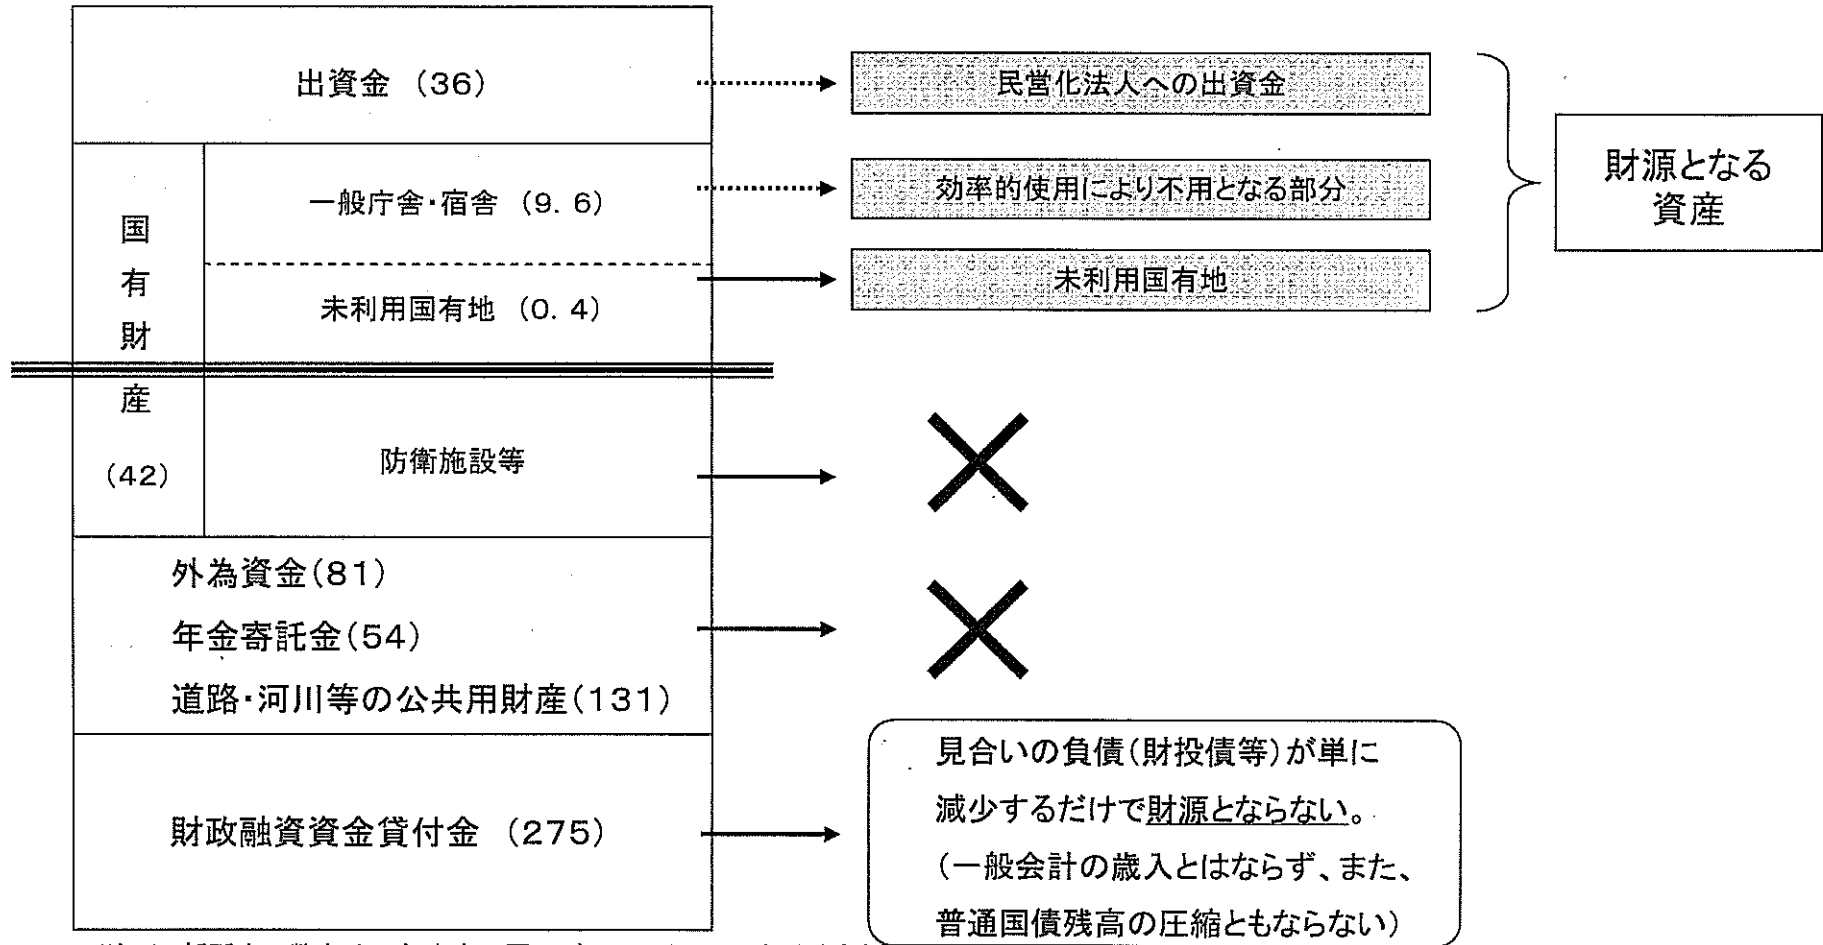 出資金 (36)
民営化法人への出資金
国有財産
(42)
一般庁舎・宿舎 (9. 6)
効率的使用により不用となる部分
未利用国有地 (0. 4)
未利用国有地
財源となる
資産
防衛施設等
外為資金(81)
年金寄託金(54)
道路・河川等の公共用財産(131)
財政融資資金貸付金 (275)
見合いの負債(財投債等)が単に
減少するだけで財源とならない。
(一般会計の歳入とはならず、また、
普通国債残高の圧縮ともならない)